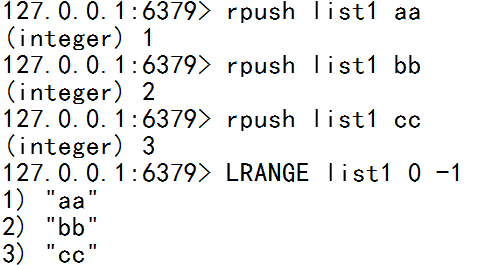 127.0.0.1:6379> rpush list1 aa
(integer) 1
127.0.0.1:6379> rpush list1 bb
(integer) 2
127.0.0.1:6379> rpush list1 cc
(integer) 3
127.0.0.1:6379> LRANGE list1 0 -1
1) "aa"
2) "bb"
3) "cc"